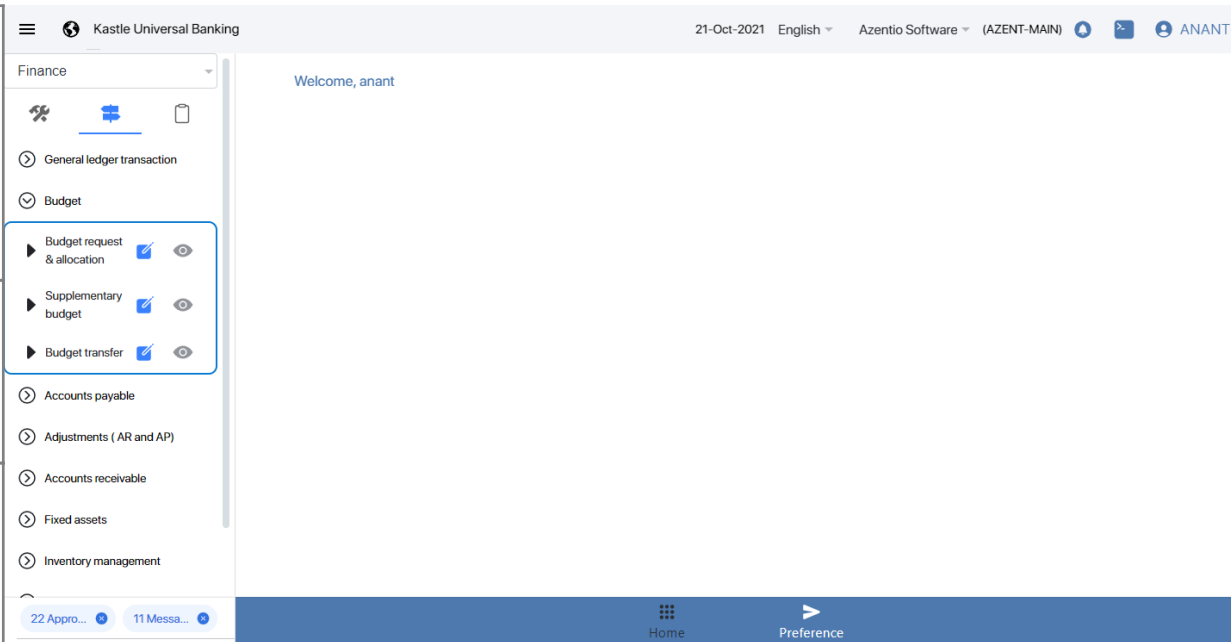 Kastle Universal Banking
21-Oct-2021 English Azentio Software (AZENT-MAIN) ANANT
Finance
Welcome, anant
General ledger transaction
Budget
Budget request
& allocation
Supplementary
budget
Budget transfer
Accounts payable
Adjustments ( AR and AP)
Accounts receivable
Fixed assets
Inventory management
22 Appro... 11 Messa...
Home Preference